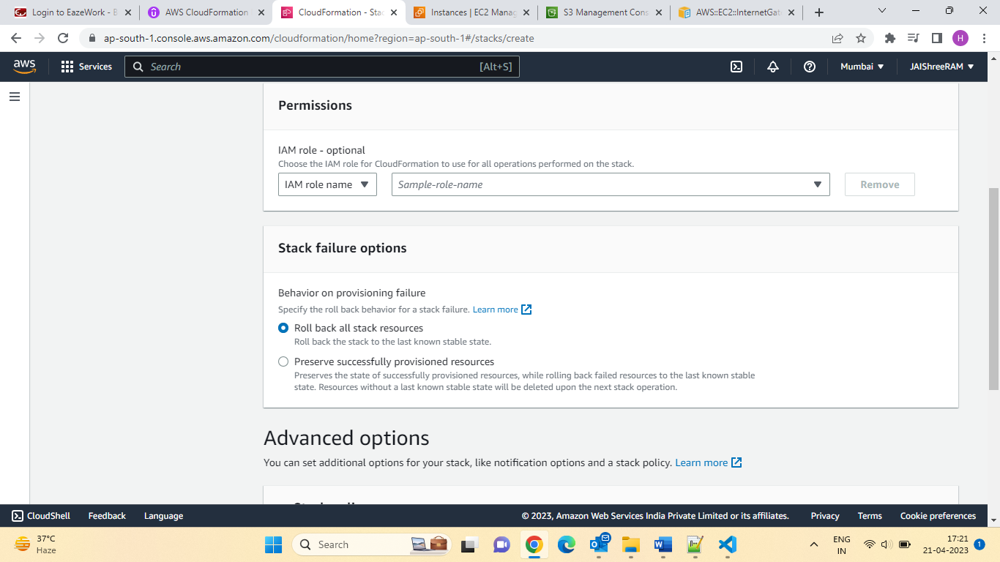 Login to EazeWork - B
AWS CloudFormation
CloudFormation - Stac
Instances | EC2 Manag
S3 Management Cons
AWS::EC2::InternetGat
ap-south-1.console.aws.amazon.com/cloudformation/home?region=ap-south-1#/stacks/create
H
aws
Services
Search
[Alt+S]
Mumbai
JAIShreeRAM
Permissions
IAM role - optional
Choose the IAM role for CloudFormation to use for all operations performed on the stack.
IAM role name
Sample-role-name
Remove
Stack failure options
Behavior on provisioning failure
Specify the roll back behavior for a stack failure. Learn more
Roll back all stack resources
Roll back the stack to the last known stable state.
Preserve successfully provisioned resources
Preserves the state of successfully provisioned resources, while rolling back failed resources to the last known stable
state. Resources without a last known stable state will be deleted upon the next stack operation.
Advanced options
You can set additional options for your stack, like notification options and a stack policy. Learn more
CloudShell
Feedback
Language
© 2023, Amazon Web Services India Private Limited or its affiliates.
Privacy
Terms
Cookie preferences
37°C
Haze
Search
ENG
IN
17:21
21-04-2023
1